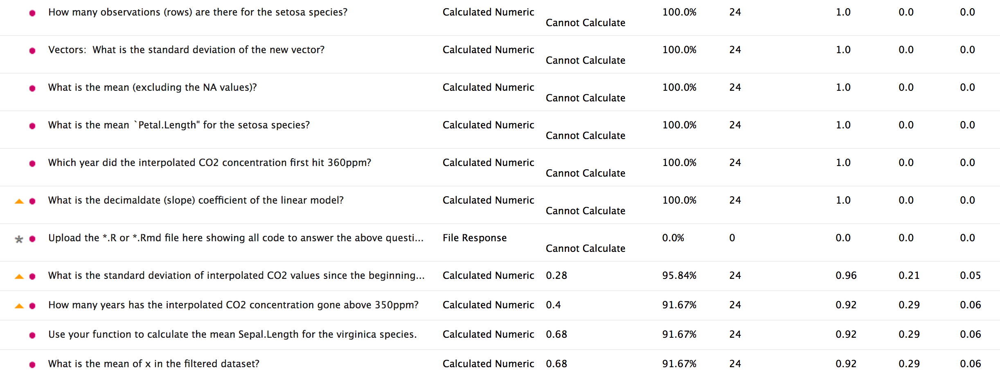 How many observations (rows) are there for the setosa species? Calculated Numeric 100.0% 24 1.0 0.0 0.0
Cannot Calculate
Vectors:  What is the standard deviation of the new vector? Calculated Numeric 100.0% 24 1.0 0.0 0.0
Cannot Calculate
What is the mean (excluding the NA values)? Calculated Numeric 100.0% 24 1.0 0.0 0.0
Cannot Calculate
What is the mean `Petal.Length" for the setosa species? Calculated Numeric 100.0% 24 1.0 0.0 0.0
Cannot Calculate
Which year did the interpolated CO2 concentration first hit 360ppm? Calculated Numeric 100.0% 24 1.0 0.0 0.0
Cannot Calculate
What is the decimaldate (slope) coefficient of the linear model? Calculated Numeric 100.0% 24 1.0 0.0 0.0
Cannot Calculate
* Upload the *.R or *.Rmd file here showing all code to answer the above questi... File Response 0.0% 0 0.0 0.0 0.0
Cannot Calculate
What is the standard deviation of interpolated CO2 values since the beginning... Calculated Numeric 0.28 95.84% 24 0.96 0.21 0.05
How many years has the interpolated CO2 concentration gone above 350ppm? Calculated Numeric 0.4 91.67% 24 0.92 0.29 0.06
Use your function to calculate the mean Sepal.Length for the virginica species. Calculated Numeric 0.68 91.67% 24 0.92 0.29 0.06
What is the mean of x in the filtered dataset? Calculated Numeric 0.68 91.67% 24 0.92 0.29 0.06